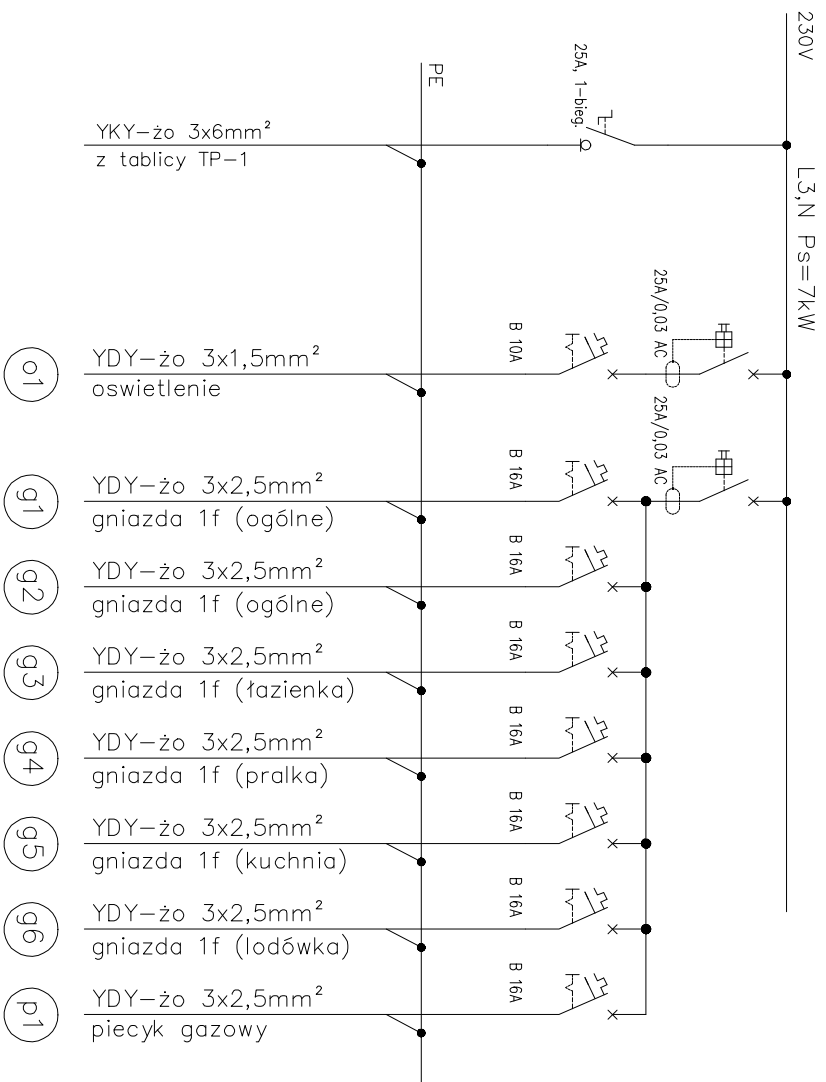 230V
L3,N Ps=7kW
PE
25A, 1-bieg.
YKY-żo 3x6mm²
z tablicy TP-1
25A/0,03 AC
B 10A
o1
YDY-żo 3x1,5mm²
oswietlenie
25A/0,03 AC
B 16A
g1
YDY-żo 3x2,5mm²
gniazda 1f (ogólne)
B 16A
g2
YDY-żo 3x2,5mm²
gniazda 1f (ogólne)
B 16A
g3
YDY-żo 3x2,5mm²
gniazda 1f (łazienka)
B 16A
g4
YDY-żo 3x2,5mm²
gniazda 1f (pralka)
B 16A
g5
YDY-żo 3x2,5mm²
gniazda 1f (kuchnia)
B 16A
g6
YDY-żo 3x2,5mm²
gniazda 1f (lodówka)
B 16A
p1
YDY-żo 3x2,5mm²
piecyk gazowy